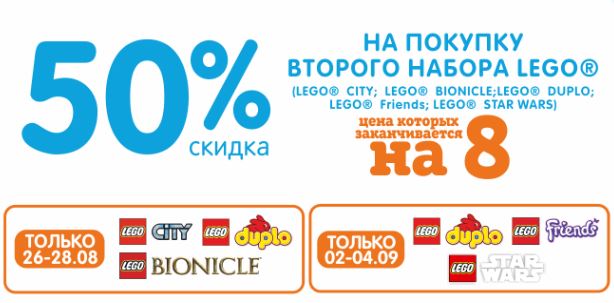 50%
скидка
НА ПОКУПКУ
ВТОРОГО НАБОРА LEGO®
(LEGO® CITY; LEGO® BIONICLE;LEGO® DUPLO;
LEGO® Friends; LEGO® STAR WARS)
цена которых
заканчивается
на 8
ТОЛЬКО
26-28.08
LEGO CITY
LEGO duplo
LEGO BIONICLE
ТОЛЬКО
02-04.09
LEGO duplo
LEGO friends
LEGO STAR WARS